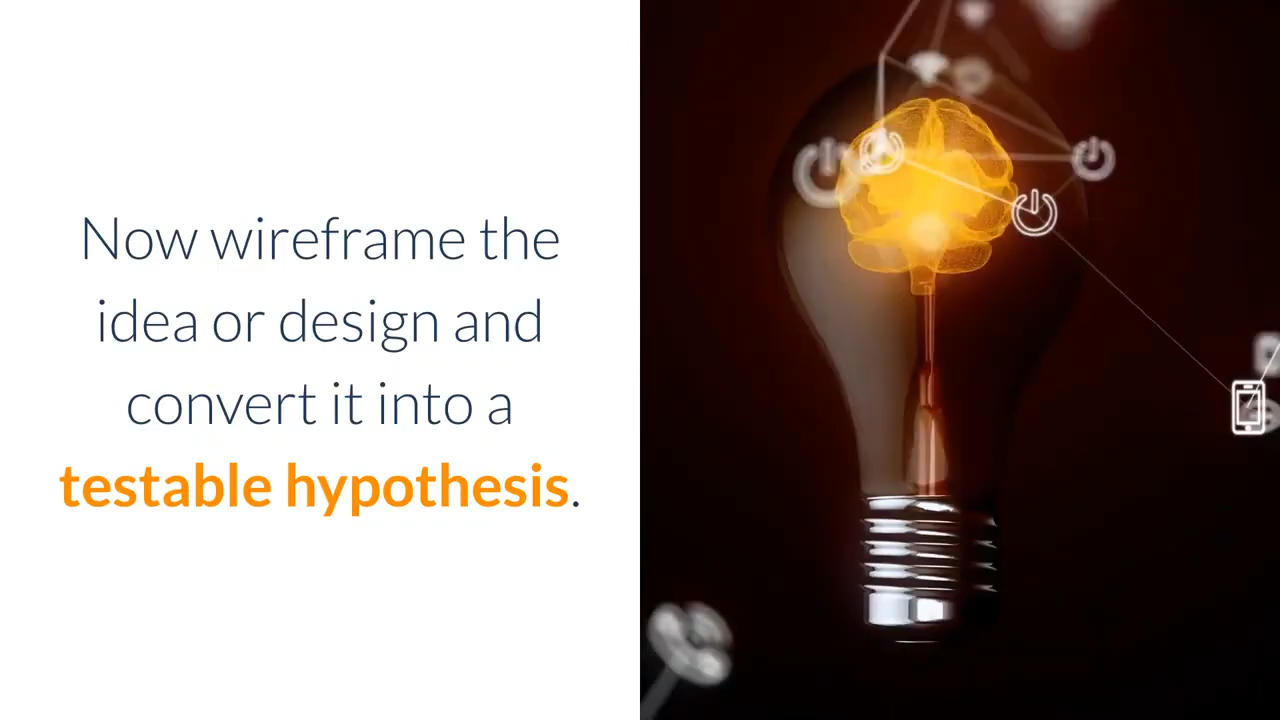 Now wireframe the
idea or design and
convert it into a
testable hypothesis.